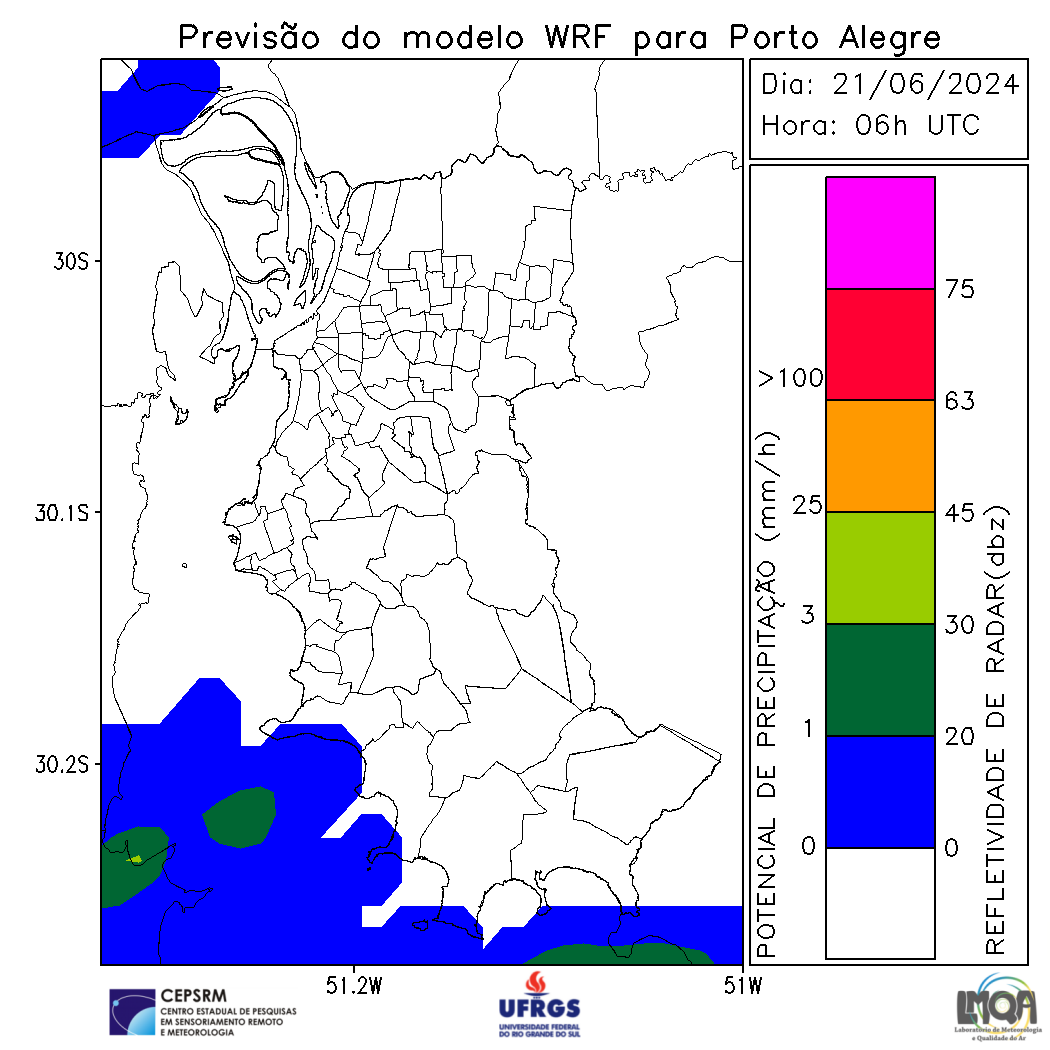 Previsão do modelo WRF para Porto Alegre
Dia: 21/06/2024
Hora: 06h UTC
30S
30.1S
30.2S
51.2W
51W
POTENCIAL DE PRECIPITAÇÃO (mm/h)
>100
25
3
1
0
75
63
45
30
20
0
REFLETIVIDADE DE RADAR(dbz)
CEPSRM
CENTRO ESTADUAL DE PESQUISAS
EM SENSORIAMENTO REMOTO
E METEOROLOGIA
UFRGS
UNIVERSIDADE FEDERAL
DO RIO GRANDE DO SUL
LMQA
Laboratório de Meteorologia
e Qualidade do Ar